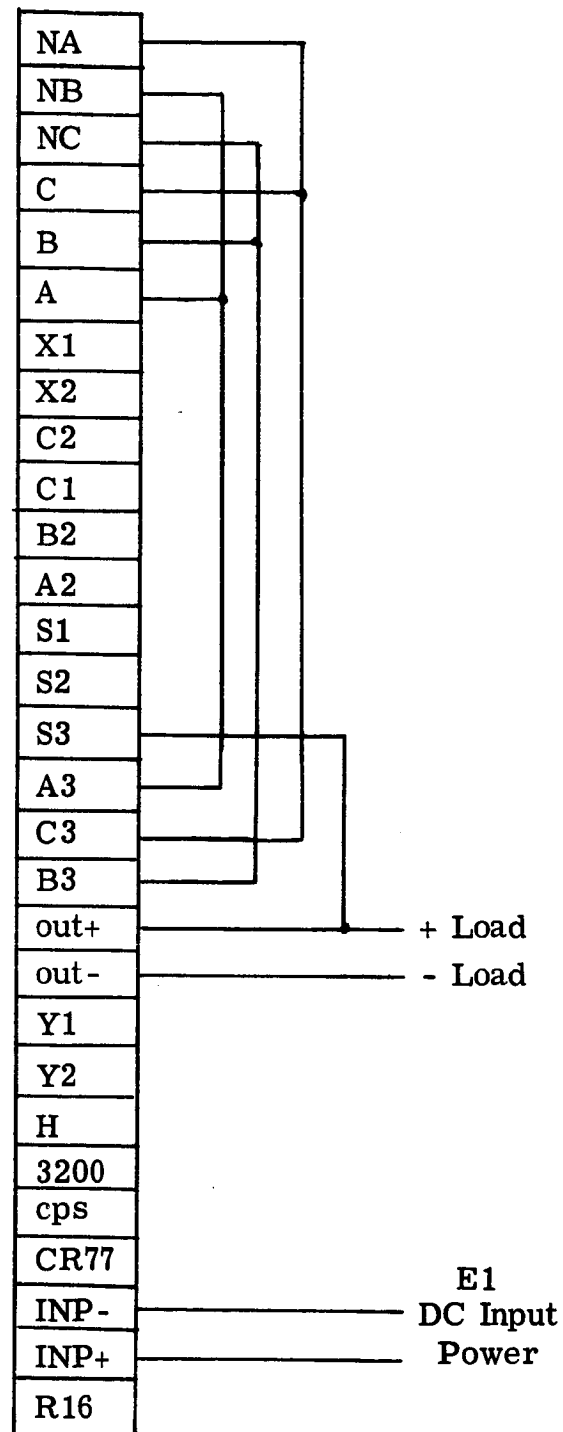 NA
NB
NC
C
B
A
X1
X2
C2
C1
B2
A2
S1
S2
S3
A3
C3
B3
out+
out-
Y1
Y2
H
3200
cps
CR77
INP-
INP+
R16
+ Load
- Load
E1
DC Input
Power